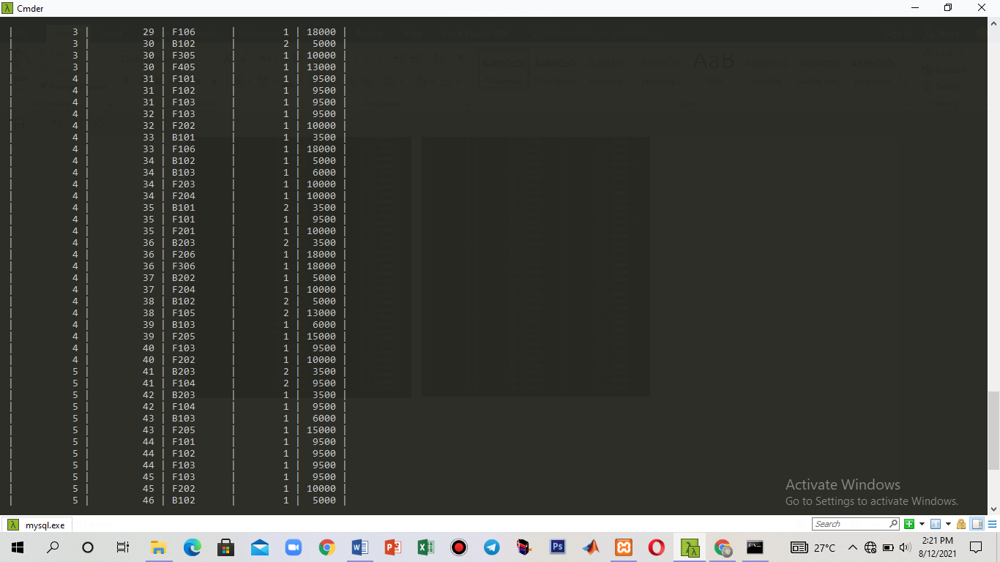 Cmder
| 3 | 29 | F106 | 1 | 18000 |
| 3 | 30 | B102 | 2 | 5000 |
| 3 | 30 | F305 | 1 | 10000 |
| 3 | 30 | F405 | 1 | 13000 |
| 4 | 31 | F101 | 1 | 9500 |
| 4 | 31 | F102 | 1 | 9500 |
| 4 | 31 | F103 | 1 | 9500 |
| 4 | 32 | F103 | 1 | 9500 |
| 4 | 32 | F202 | 1 | 10000 |
| 4 | 33 | B101 | 1 | 3500 |
| 4 | 33 | F106 | 1 | 18000 |
| 4 | 34 | B102 | 1 | 5000 |
| 4 | 34 | B103 | 1 | 6000 |
| 4 | 34 | F203 | 1 | 10000 |
| 4 | 34 | F204 | 1 | 10000 |
| 4 | 35 | B101 | 2 | 3500 |
| 4 | 35 | F101 | 1 | 9500 |
| 4 | 35 | F201 | 1 | 10000 |
| 4 | 36 | B203 | 2 | 3500 |
| 4 | 36 | F206 | 1 | 18000 |
| 4 | 36 | F306 | 1 | 18000 |
| 4 | 37 | B202 | 1 | 5000 |
| 4 | 37 | F204 | 1 | 10000 |
| 4 | 38 | B102 | 2 | 5000 |
| 4 | 38 | F105 | 2 | 13000 |
| 4 | 39 | B103 | 1 | 6000 |
| 4 | 39 | F205 | 1 | 15000 |
| 4 | 40 | F103 | 1 | 9500 |
| 4 | 40 | F202 | 1 | 10000 |
| 5 | 41 | B203 | 2 | 3500 |
| 5 | 41 | F104 | 2 | 9500 |
| 5 | 42 | B203 | 1 | 3500 |
| 5 | 42 | F104 | 1 | 9500 |
| 5 | 43 | B103 | 1 | 6000 |
| 5 | 43 | F205 | 1 | 15000 |
| 5 | 44 | F101 | 1 | 9500 |
| 5 | 44 | F102 | 1 | 9500 |
| 5 | 44 | F103 | 1 | 9500 |
| 5 | 45 | F103 | 1 | 9500 |
| 5 | 45 | F202 | 1 | 10000 |
| 5 | 46 | B102 | 1 | 5000 |
Activate Windows
Go to Settings to activate Windows.
mysql.exe
Search
27°C
2:21 PM
8/12/2021